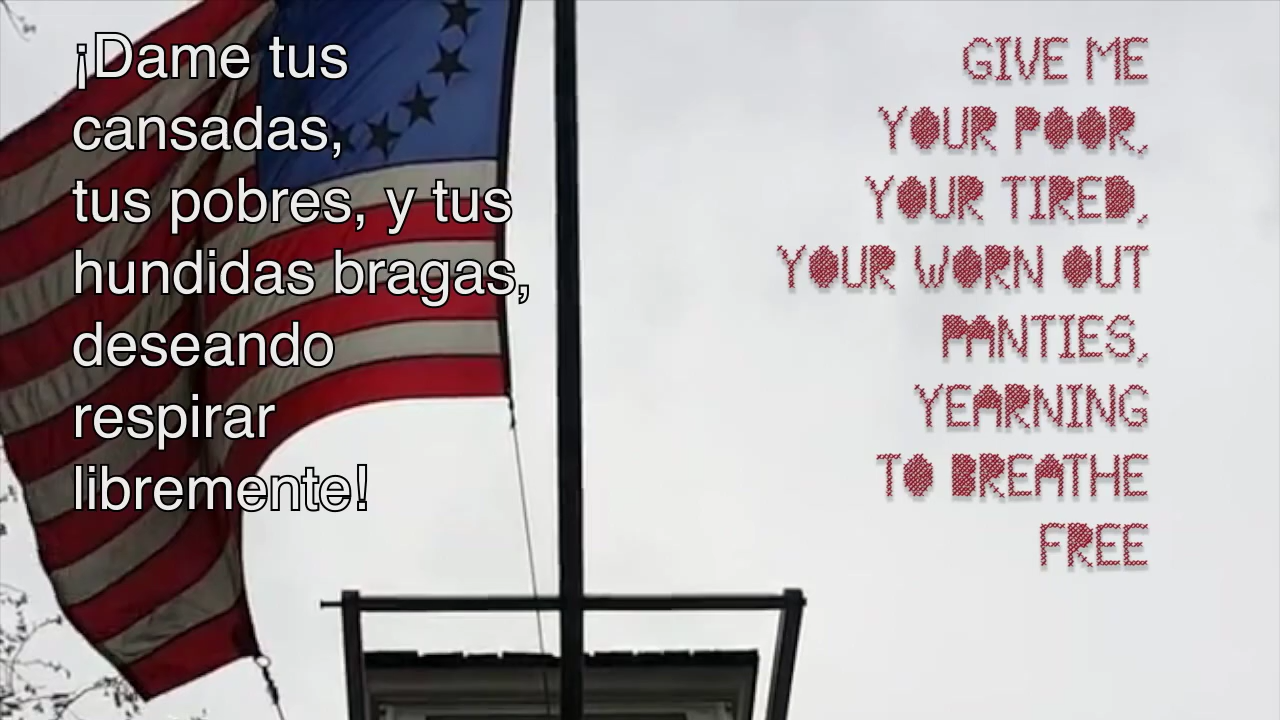 ¡Dame tus
cansadas,
tus pobres, y tus
hundidas bragas,
deseando
respirar
libremente!
GIVE ME
YOUR POOR,
YOUR TIRED,
YOUR WORN OUT
PANTIES,
YEARNING
TO BREATHE
FREE